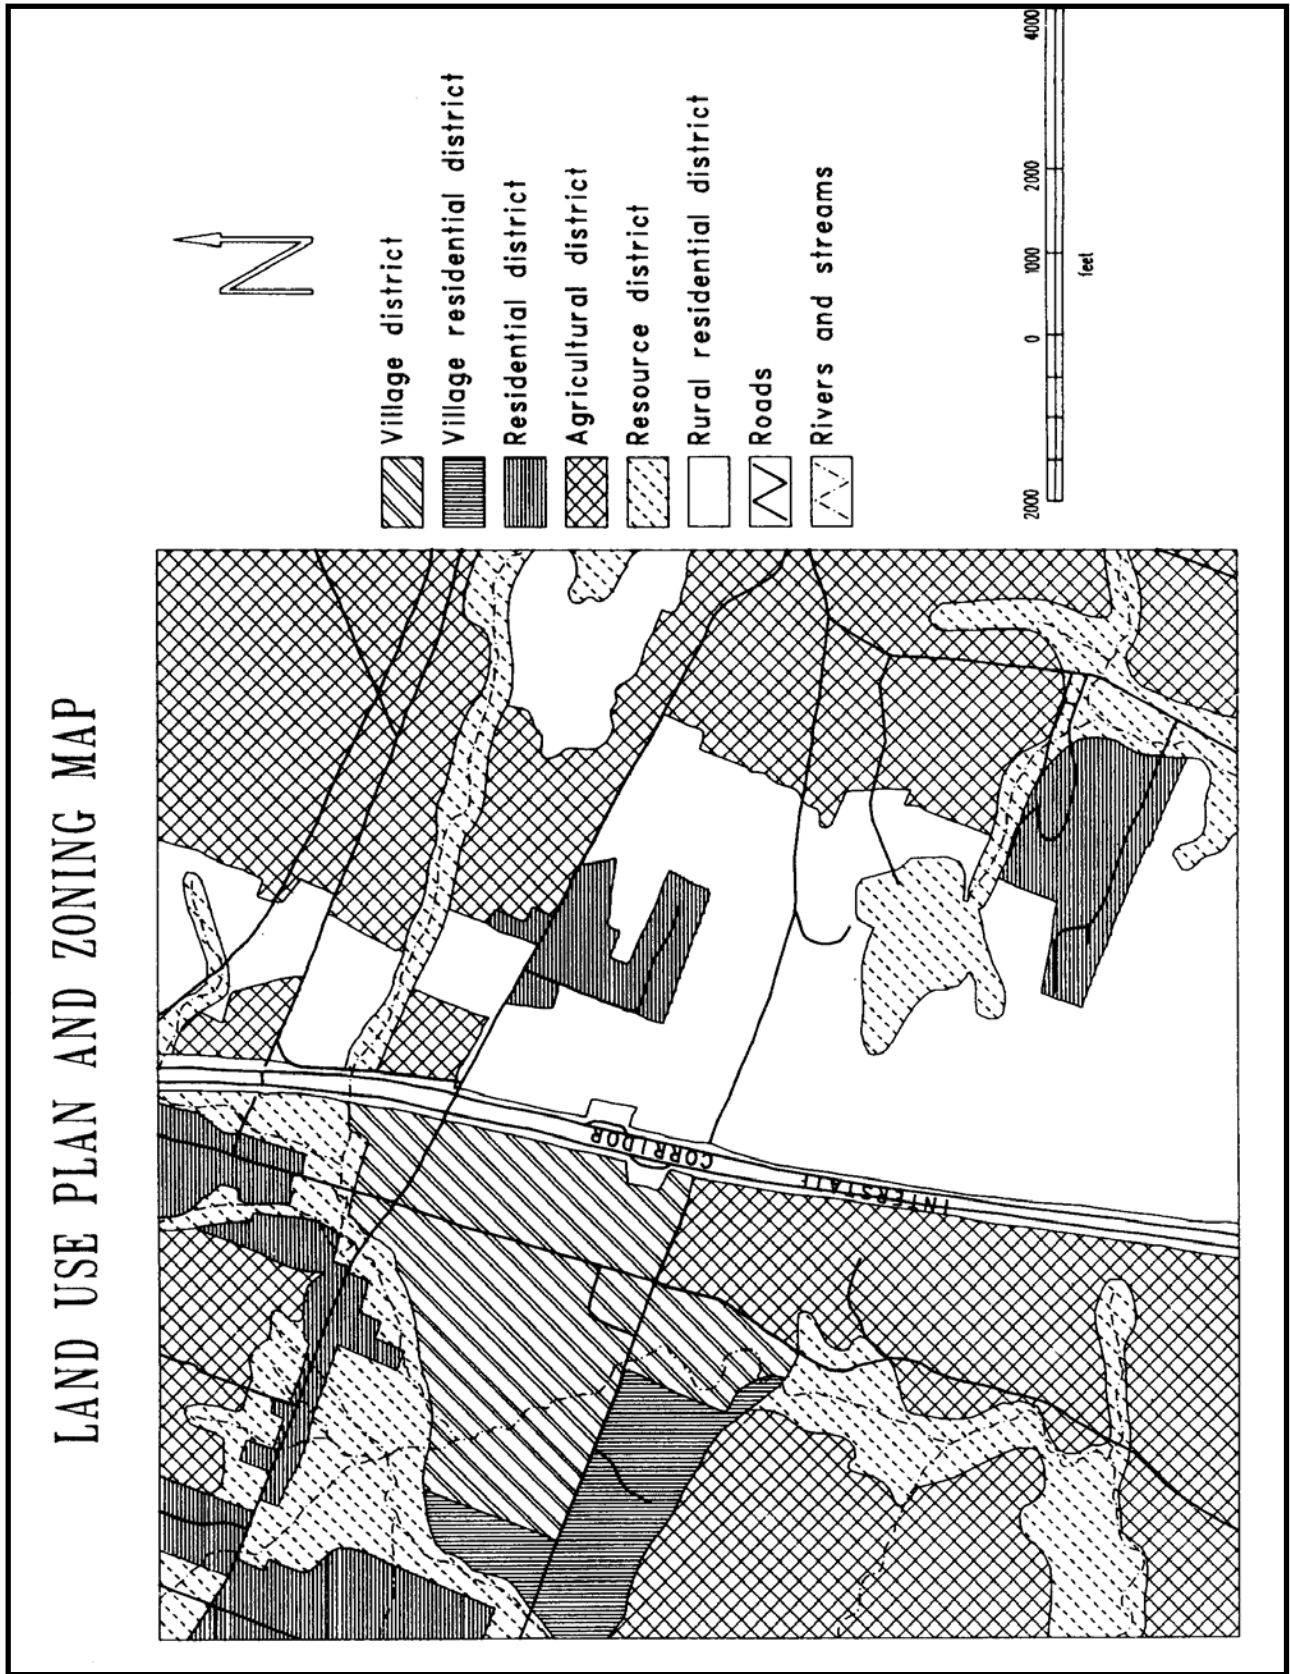 LAND USE PLAN AND ZONING MAP
N
Village district
Village residential district
Residential district
Agricultural district
Resource district
Rural residential district
Roads
Rivers and streams
2000 0 1000 2000 4000
feet
INTERSTATE CORRIDOR